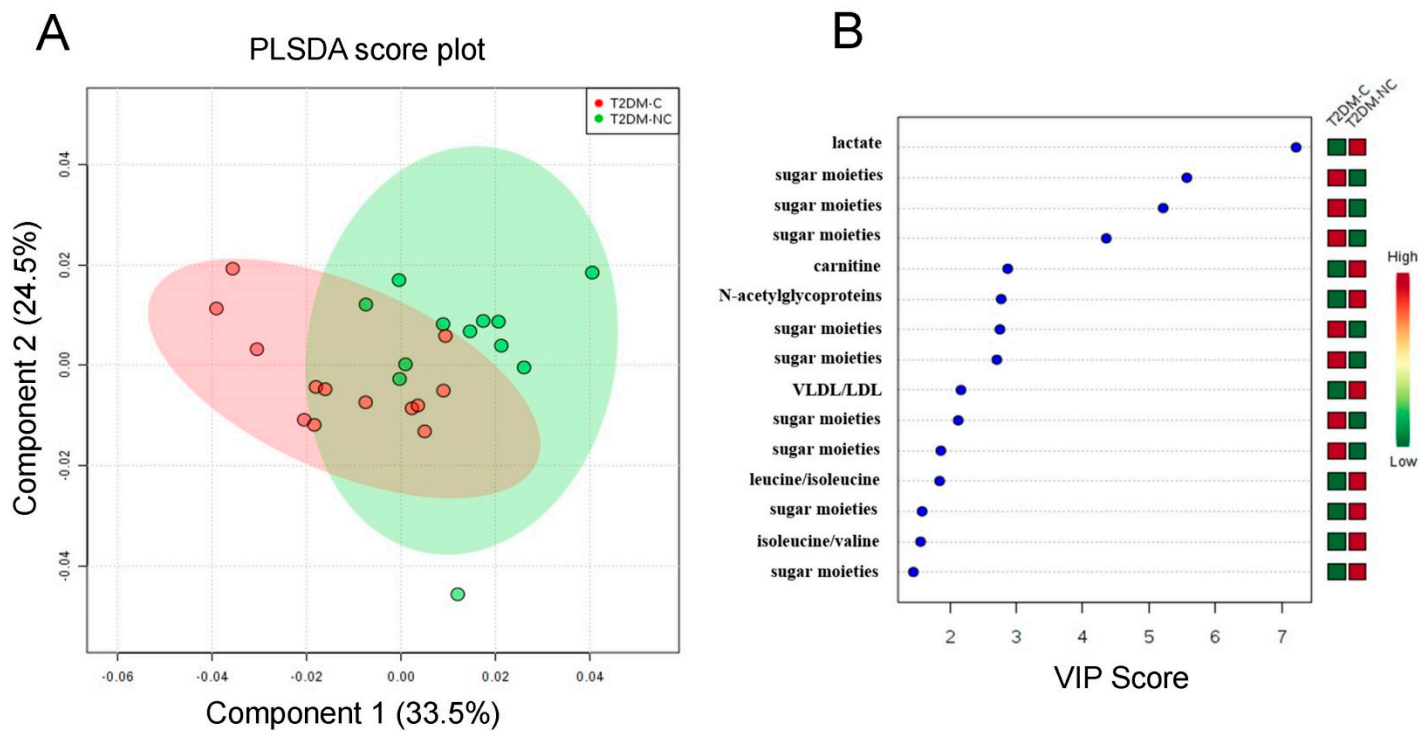 A
PLSDA score plot
T2DM-C
T2DM-NC
0.04
0.02
0.00
-0.02
-0.04
Component 2 (24.5%)
-0.06
-0.04
-0.02
0.00
0.02
0.04
Component 1 (33.5%)
B
T2DM-C
T2DM-NC
lactate
sugar moieties
sugar moieties
sugar moieties
carnitine
N-acetylglycoproteins
sugar moieties
sugar moieties
VLDL/LDL
sugar moieties
sugar moieties
leucine/isoleucine
sugar moieties
isoleucine/valine
sugar moieties
High
Low
2
3
4
5
6
7
VIP Score